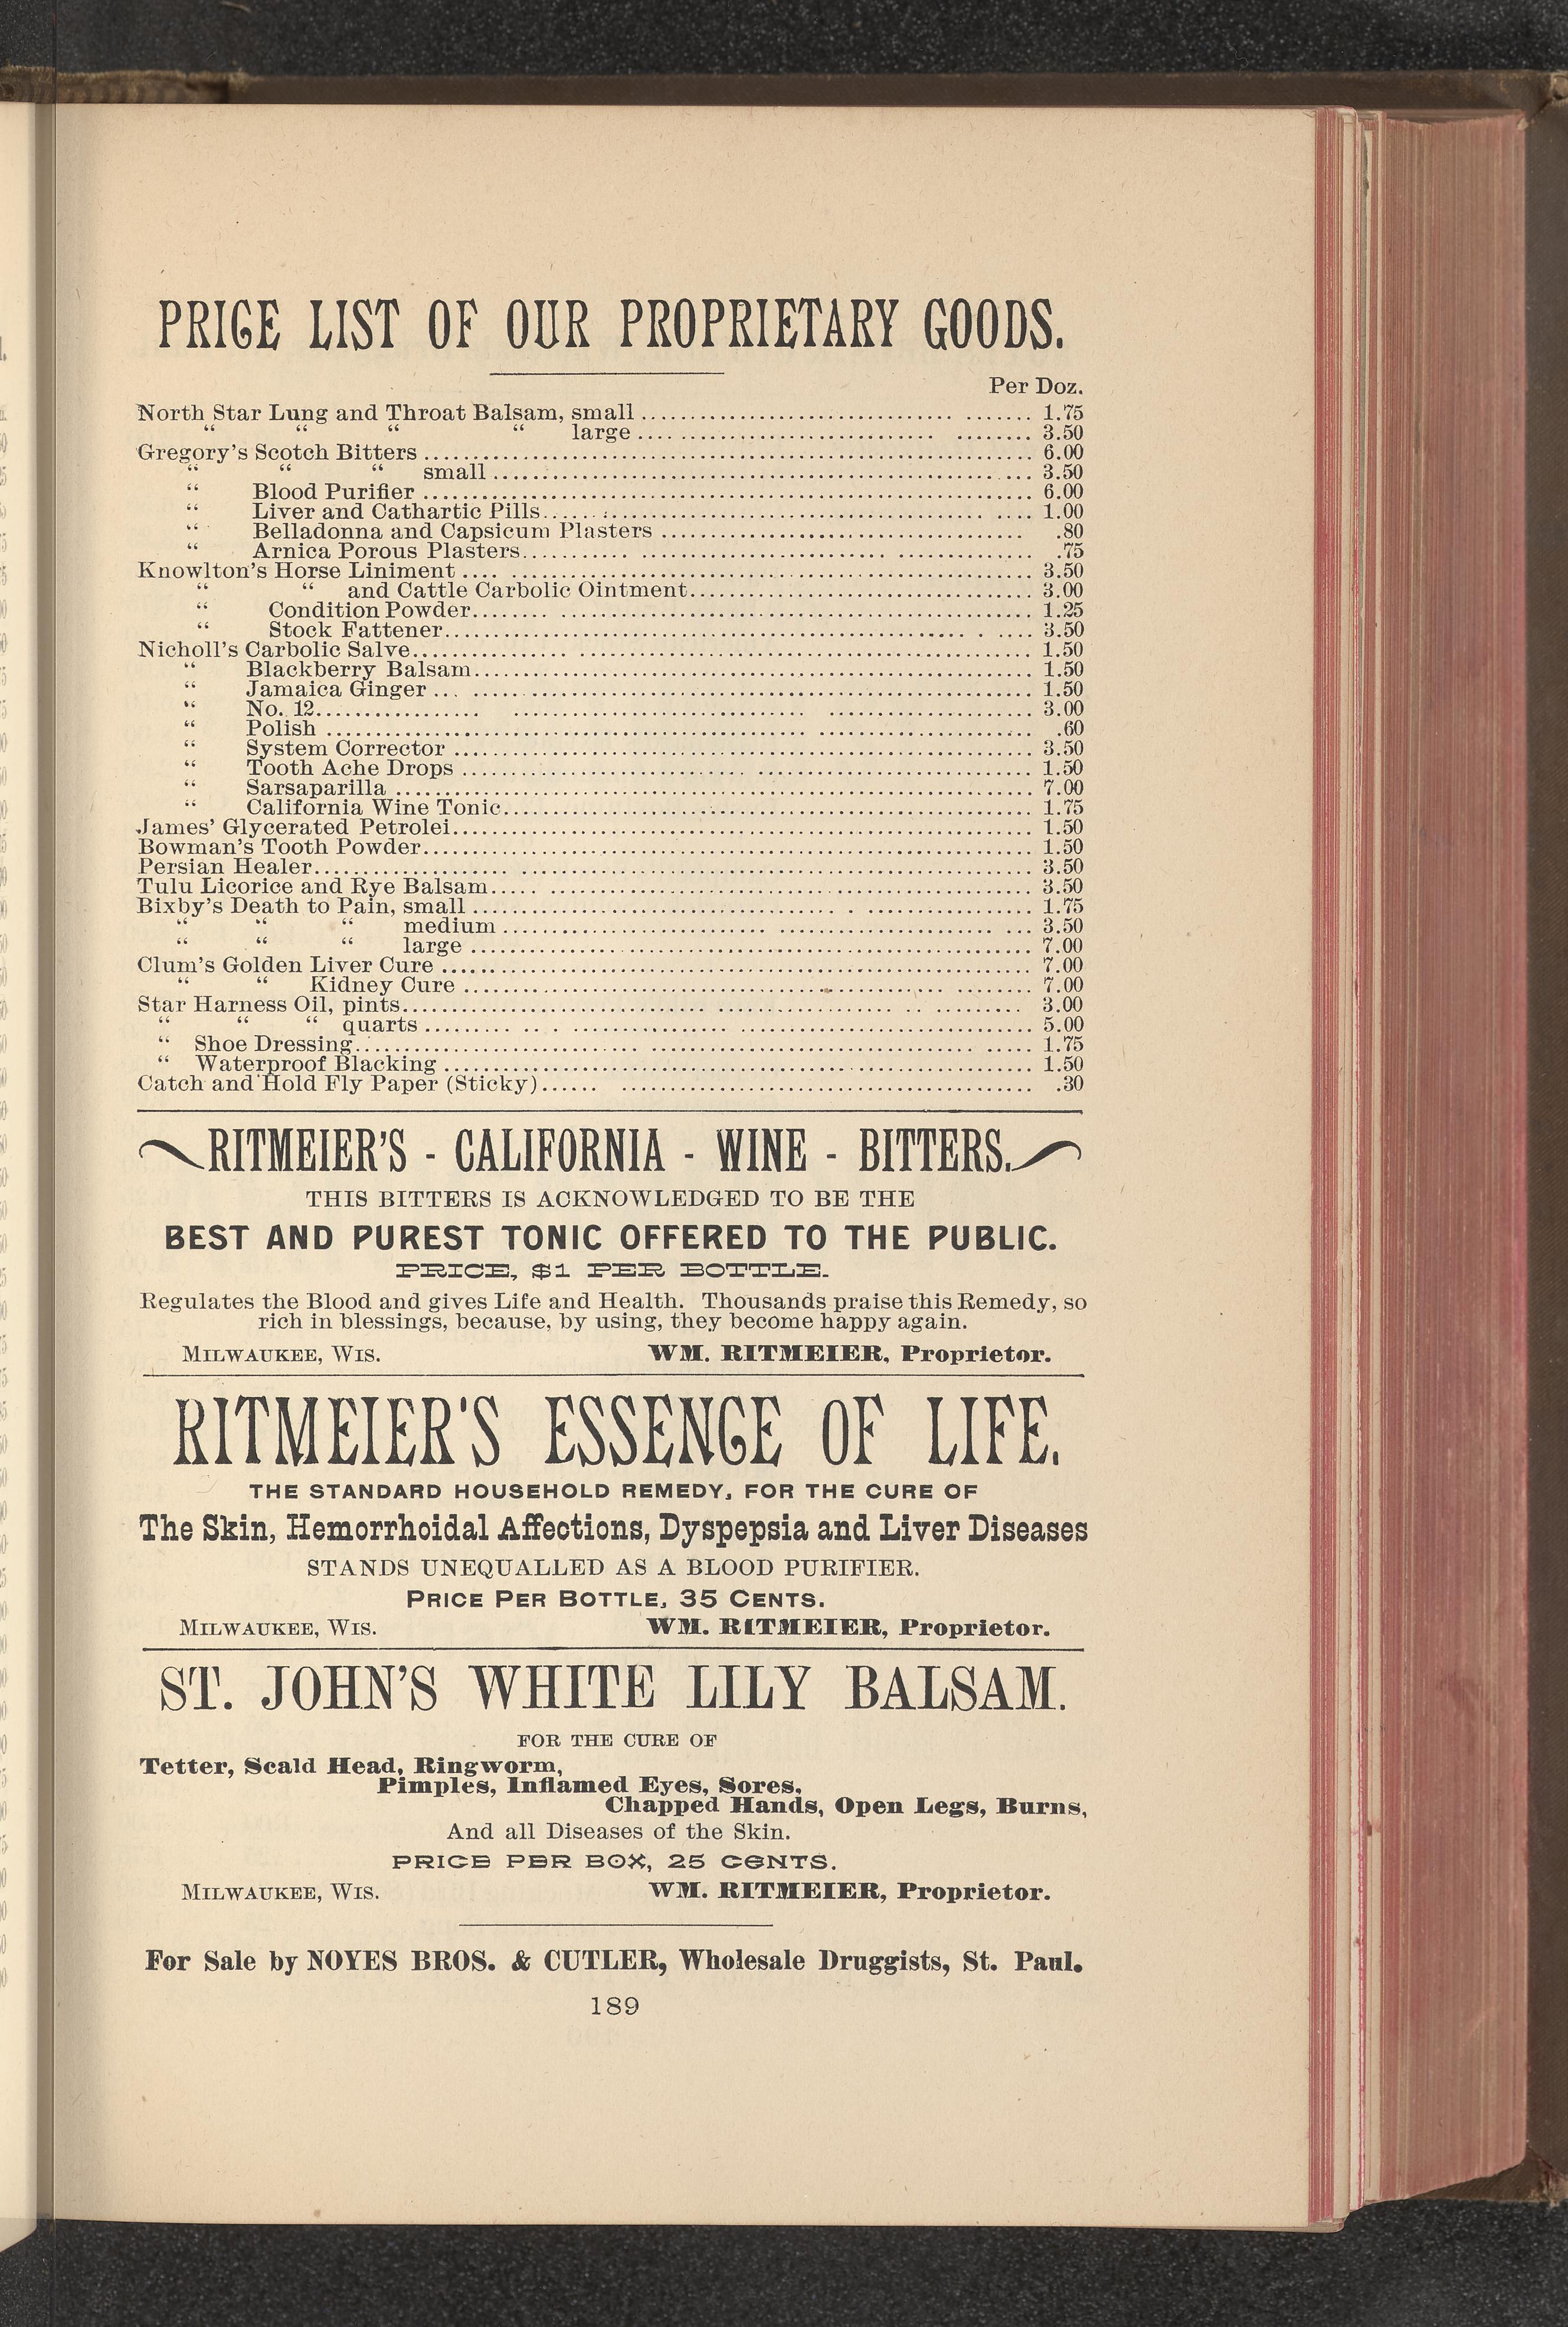 PRICE LIST OF OUR PROPRIETARY GOODS.
Per Doz.
North Star Lung and Throat Balsam, small ........ 1.75
“ “ “ “ large ........ 3.50
Gregory's Scotch Bitters ........ 6.00
“ “ “ small ........ 3.50
“ Blood Purifier ........ 6.00
“ Liver and Cathartic Pills ........ 1.00
“ Belladonna and Capsicum Plasters ........ .80
“ Arnica Porous Plasters ........ .75
Knowlton's Horse Liniment ........ 3.50
“ “ and Cattle Carbolic Ointment ........ 3.00
“ Condition Powder ........ 1.25
“ Stock Fattener ........ 3.50
Nicholl's Carbolic Salve ........ 1.50
“ Blackberry Balsam ........ 1.50
“ Jamaica Ginger ........ 1.50
“ No. 12 ........ 3.00
“ Polish ........ .60
“ System Corrector ........ 3.50
“ Tooth Ache Drops ........ 1.50
“ Sarsaparilla ........ 7.00
“ California Wine Tonic ........ 1.75
James' Glycerated Petrolei ........ 1.50
Bowman's Tooth Powder ........ 1.50
Persian Healer ........ 3.50
Tulu Licorice and Rye Balsam ........ 3.50
Bixby's Death to Pain, small ........ 1.75
“ “ “ medium ........ 3.50
“ “ “ large ........ 7.00
Clum's Golden Liver Cure ........ 7.00
“ “ Kidney Cure ........ 7.00
Star Harness Oil, pints ........ 3.00
“ “ “ quarts ........ 5.00
“ Shoe Dressing ........ 1.75
“ Waterproof Blacking ........ 1.50
Catch and Hold Fly Paper (Sticky) ........ .30
RITMEIER'S - CALIFORNIA - WINE - BITTERS.
THIS BITTERS IS ACKNOWLEDGED TO BE THE
BEST AND PUREST TONIC OFFERED TO THE PUBLIC.
PRICE, $1 PER BOTTLE.
Regulates the Blood and gives Life and Health. Thousands praise this Remedy, so
rich in blessings, because, by using, they become happy again.
MILWAUKEE, WIS. WM. RITMEIER, Proprietor.
RITMEIER'S ESSENCE OF LIFE.
THE STANDARD HOUSEHOLD REMEDY, FOR THE CURE OF
The Skin, Hemorrhoidal Affections, Dyspepsia and Liver Diseases
STANDS UNEQUALLED AS A BLOOD PURIFIER.
PRICE PER BOTTLE, 35 CENTS.
MILWAUKEE, WIS. WM. RITMEIER, Proprietor.
ST. JOHN'S WHITE LILY BALSAM.
FOR THE CURE OF
Tetter, Scald Head, Ringworm,
Pimples, Inflamed Eyes, Sores,
Chapped Hands, Open Legs, Burns,
And all Diseases of the Skin.
PRICE PER BOX, 25 CENTS.
MILWAUKEE, WIS. WM. RITMEIER, Proprietor.
For Sale by NOYES BROS. & CUTLER, Wholesale Druggists, St. Paul.
189